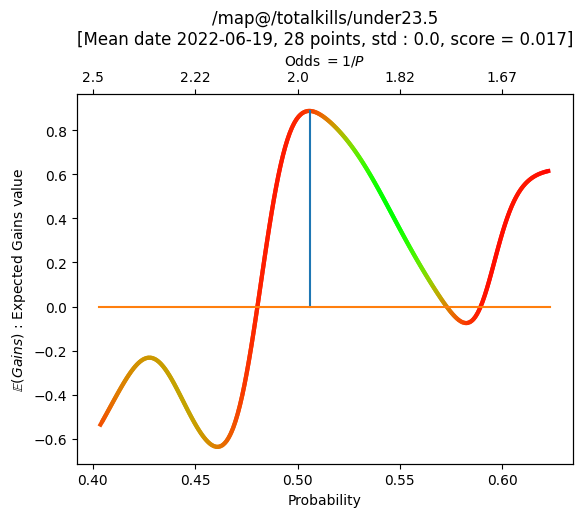 /map@/totalkills/under23.5
[Mean date 2022-06-19, 28 points, std : 0.0, score = 0.017]
Odds = 1/P
2.5 2.22 2.0 1.82 1.67
0.8
0.6
0.4
0.2
0.0
−0.2
−0.4
−0.6
𝔼(Gains) : Expected Gains value
0.40 0.45 0.50 0.55 0.60
Probability